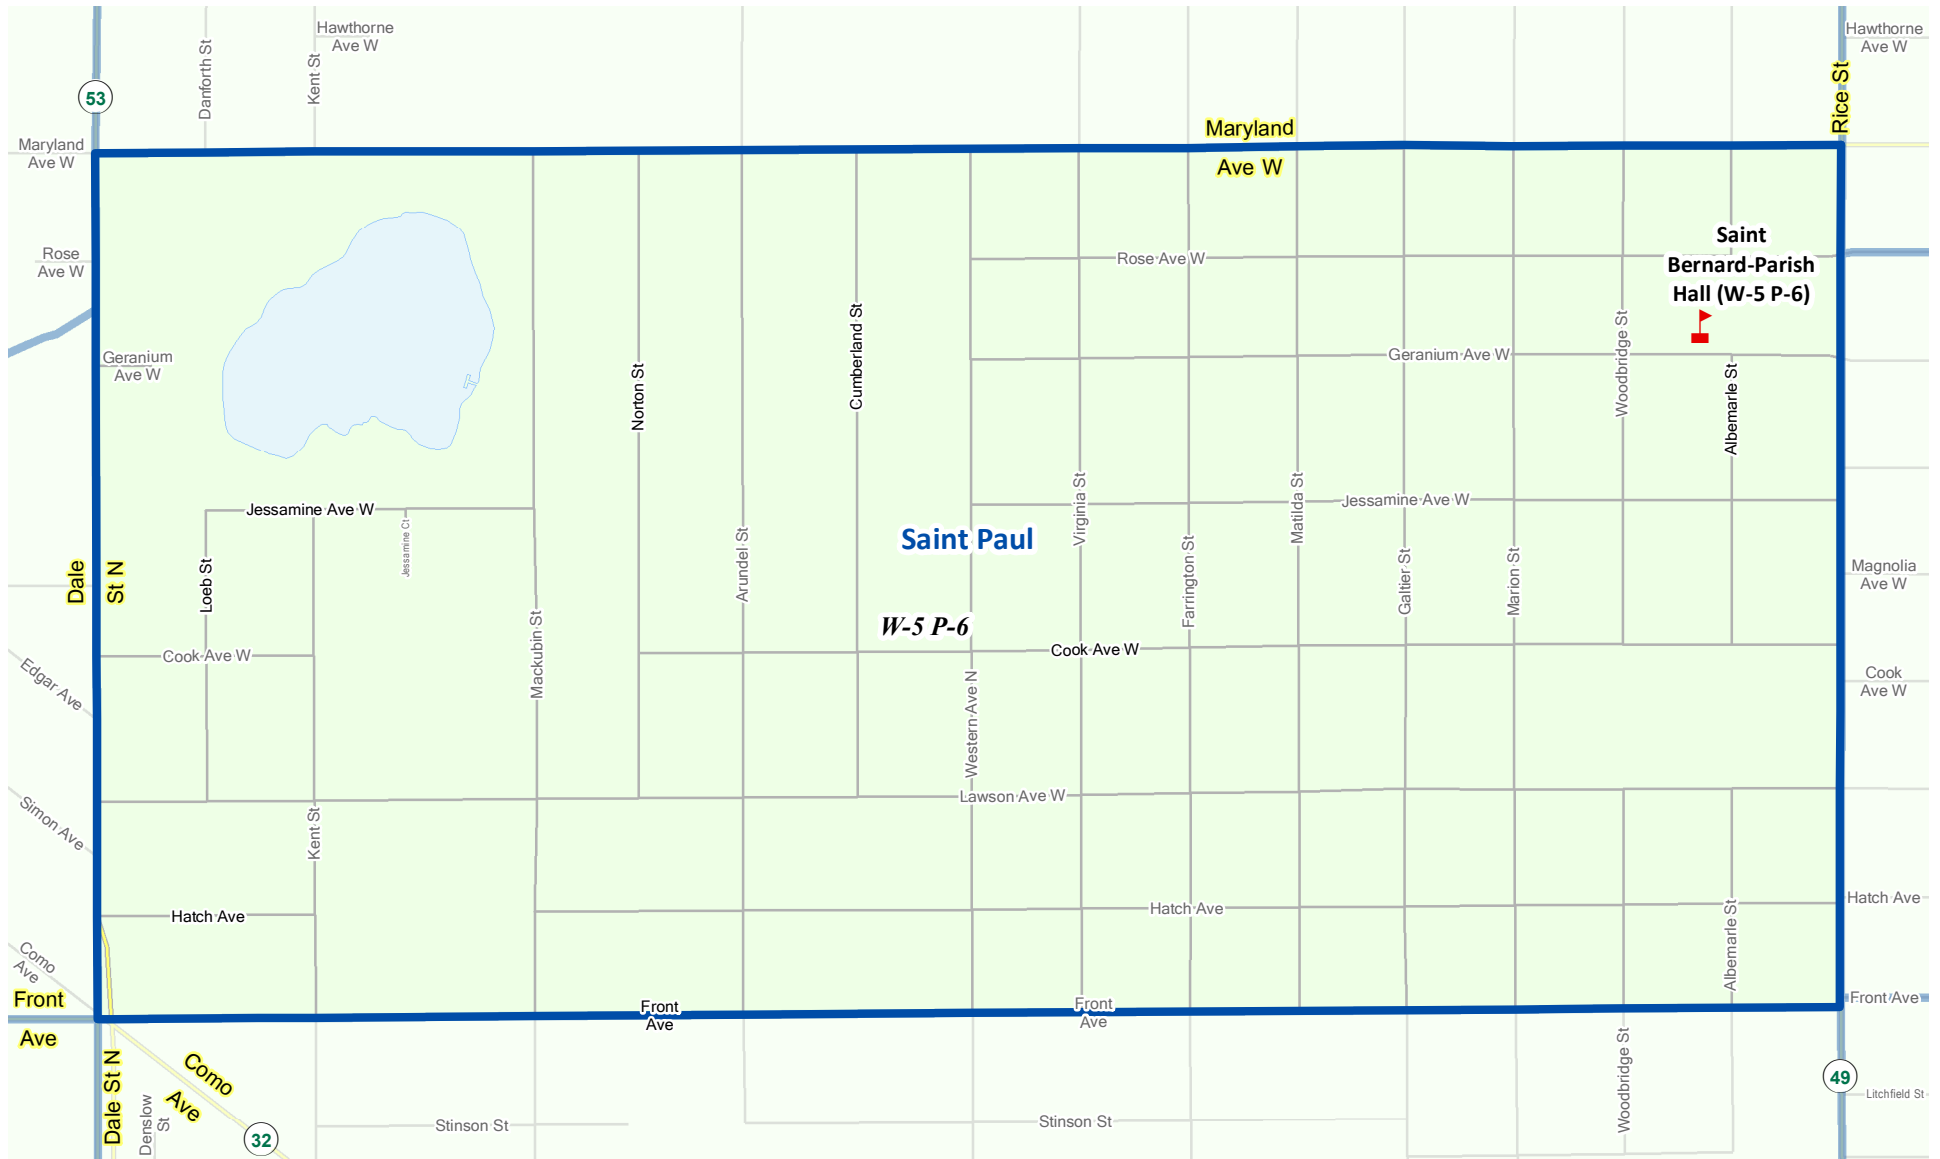 Hawthorne
Ave W
Danforth St
Kent St
53
Hawthorne
Ave W
Rice St
Maryland
Ave W
Maryland
Ave W
Rose
Ave W
Rose Ave W
Saint
Bernard-Parish
Hall (W-5 P-6)
Geranium
Ave W
Norton St
Cumberland St
Geranium Ave W
Woodbridge St
Albemarle St
Jessamine Ave W
Jessamine Ct
Loeb St
Dale
St N
Arundel St
Saint Paul
Virginia St
Farrington St
Matilda St
Jessamine Ave W
Galtier St
Marion St
Magnolia
Ave W
Mackubin St
W-5 P-6
Cook Ave W
Cook Ave W
Cook
Ave W
Edgar Ave
Western Ave N
Simon Ave
Kent St
Lawson Ave W
Hatch Ave
Hatch Ave
Albemarle St
Hatch Ave
Como
Ave
Front
Ave
Front
Ave
Front
Ave
Front Ave
Dale St N
Como
Ave
Denslow
St
32
Stinson St
Stinson St
Woodbridge St
49
Litchfield St